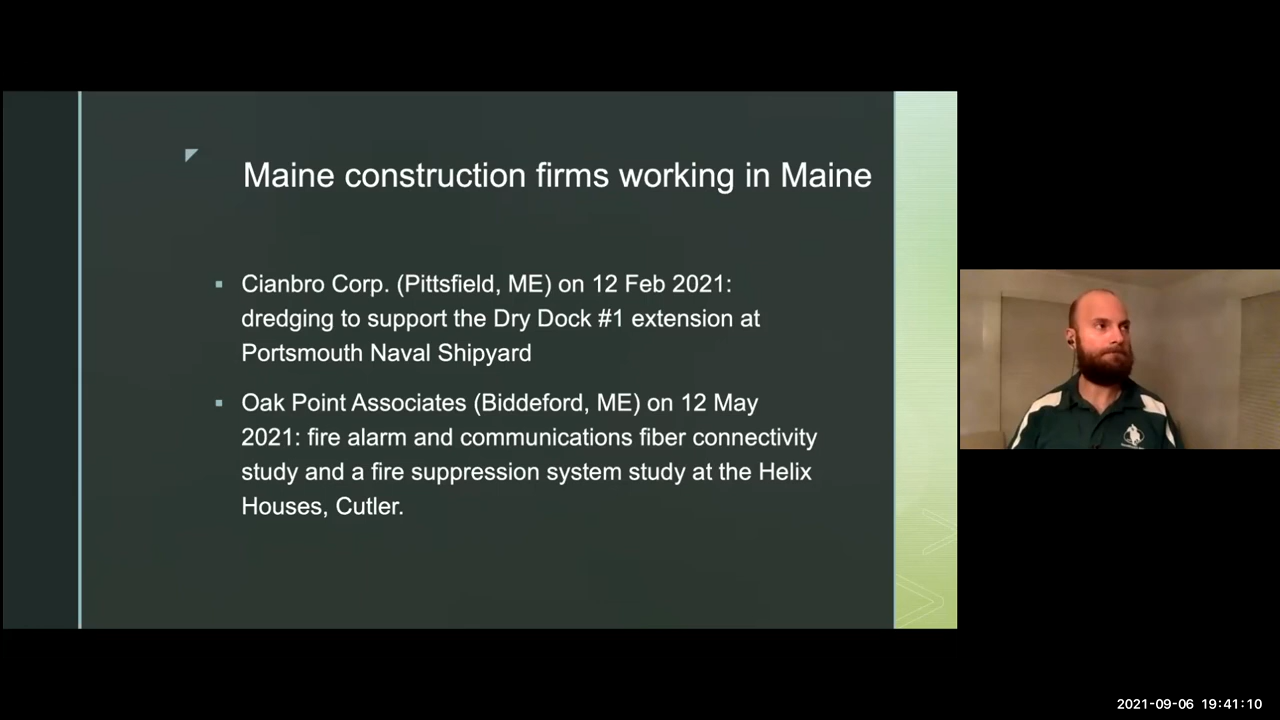 Maine construction firms working in Maine
Cianbro Corp. (Pittsfield, ME) on 12 Feb 2021:
dredging to support the Dry Dock #1 extension at
Portsmouth Naval Shipyard
Oak Point Associates (Biddeford, ME) on 12 May
2021: fire alarm and communications fiber connectivity
study and a fire suppression system study at the Helix
Houses, Cutler.
2021-09-06 19:41:10